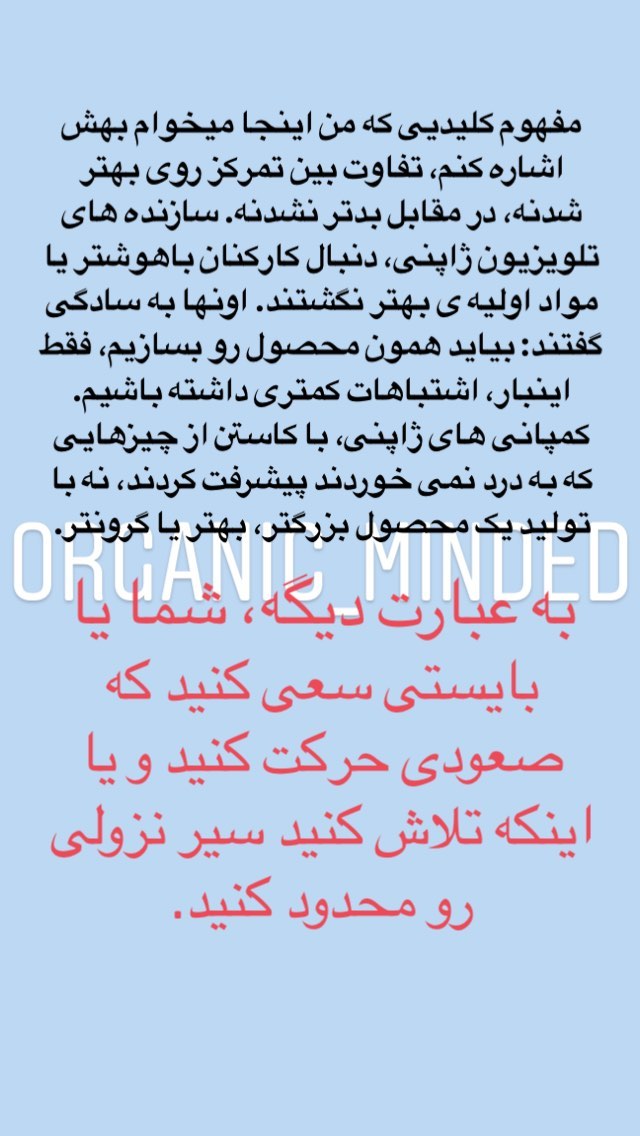 مفهوم کلیدیی که من اینجا میخوام بهش
اشاره کنم، تفاوت بین تمرکز روی بهتر
شدنه، در مقابل بدتر نشدنه. سازنده های
تلویزیون ژاپنی، دنبال کارکنان باهوشتر یا
مواد اولیه ی بهتر نگشتند. اونها به سادگی
گفتند: بیاید همون محصول رو بسازیم، فقط
اینبار، اشتباهات کمتری داشته باشیم.
کمپانی های ژاپنی، با کاستن از چیزهایی
که به درد نمی خوردند پیشرفت کردند، نه با
تولید یک محصول بزرگتر، بهتر یا گرونتر.
ORGANIC_MINDED
به عبارت دیگه، شما یا
بایستی سعی کنید که
صعودی حرکت کنید و یا
اینکه تلاش کنید سیر نزولی
رو محدود کنید.